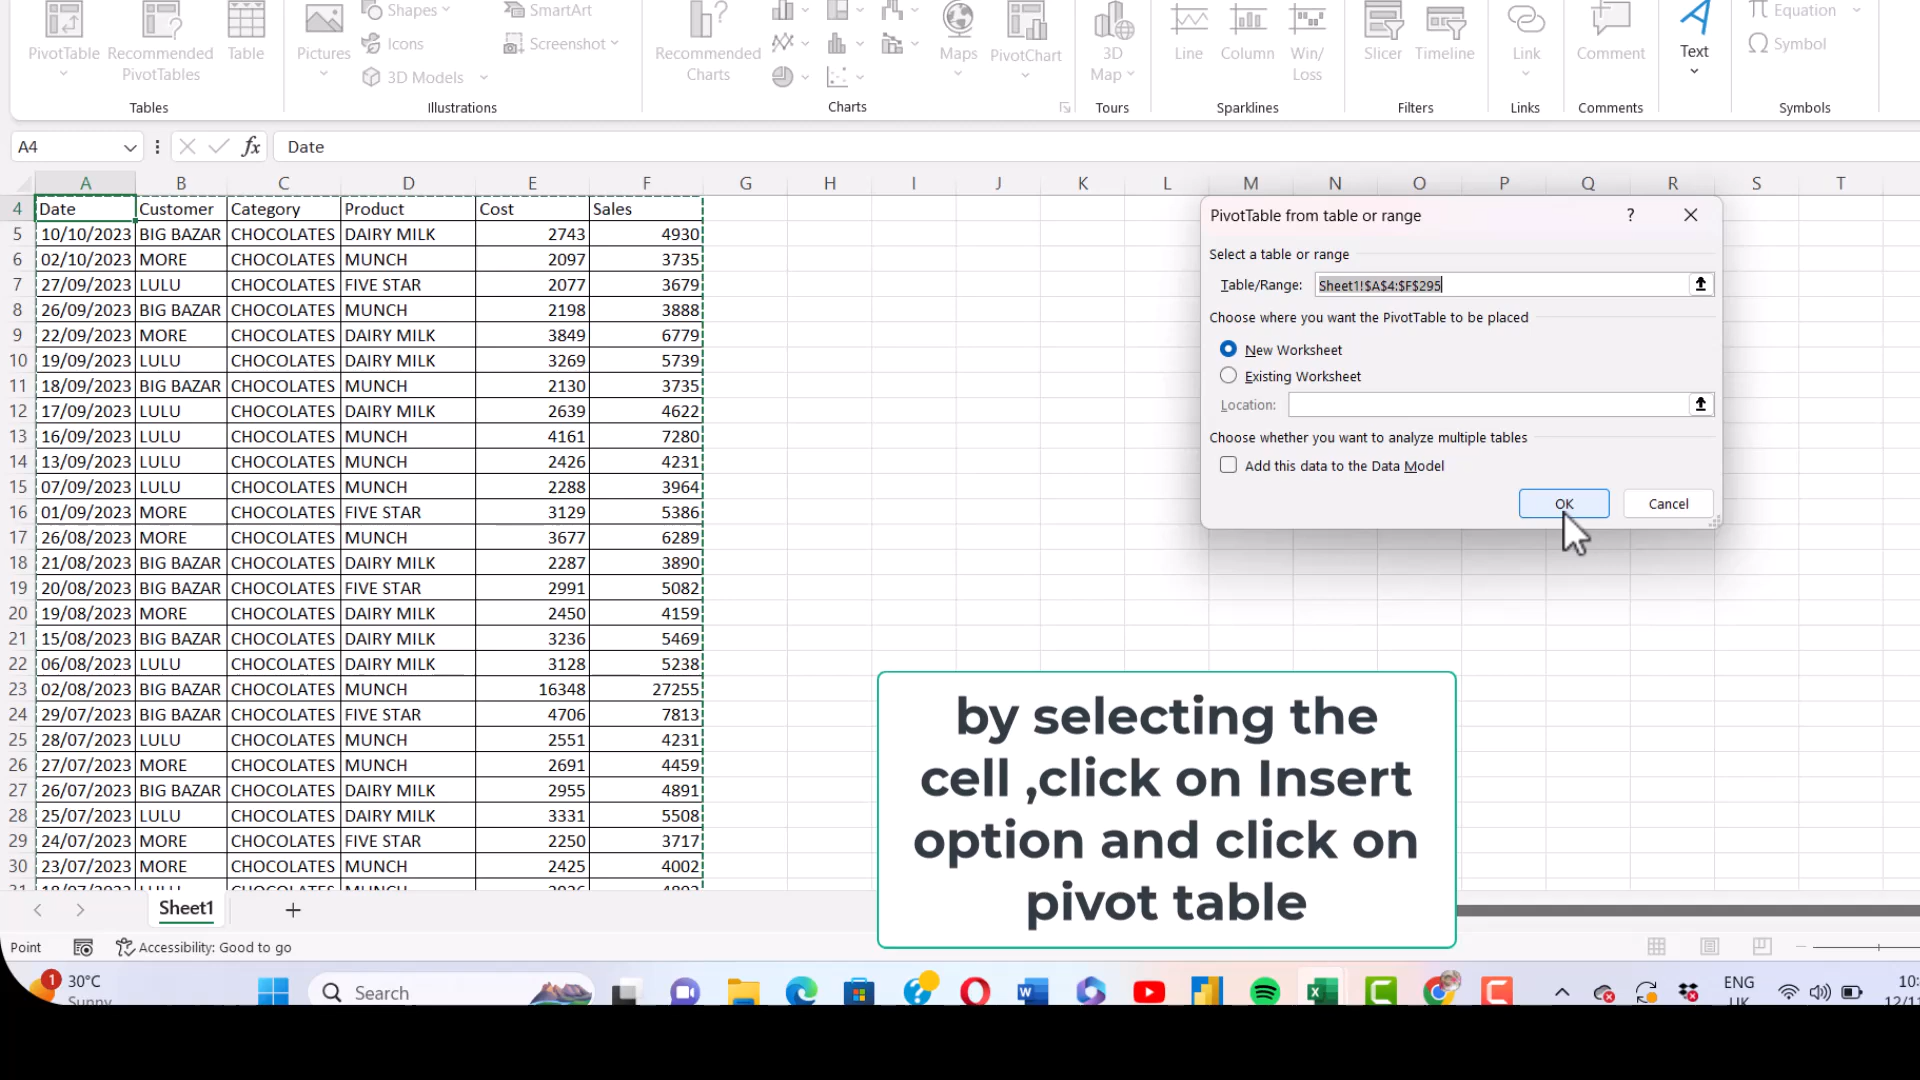 Shapes
SmartArt
Equation
PivotTable
Recommended
PivotTables
Table
Pictures
Icons
Screenshot
3D Models
Recommended
Charts
Maps
PivotChart
3D
Map
Line
Column
Win/
Loss
Slicer
Timeline
Link
Comment
Text
Symbol
Tables
Illustrations
Charts
Tours
Sparklines
Filters
Links
Comments
Symbols
A4
fx
Date
A B C D E F G H I J K L M N O P Q R S T
4 Date Customer Category Product Cost Sales
5 10/10/2023 BIG BAZAR CHOCOLATES DAIRY MILK 2743 4930
6 02/10/2023 MORE CHOCOLATES MUNCH 2097 3735
7 27/09/2023 LULU CHOCOLATES FIVE STAR 2077 3679
8 26/09/2023 BIG BAZAR CHOCOLATES MUNCH 2198 3888
9 22/09/2023 MORE CHOCOLATES DAIRY MILK 3849 6779
10 19/09/2023 LULU CHOCOLATES DAIRY MILK 3269 5739
11 18/09/2023 BIG BAZAR CHOCOLATES MUNCH 2130 3735
12 17/09/2023 LULU CHOCOLATES DAIRY MILK 2639 4622
13 16/09/2023 LULU CHOCOLATES MUNCH 4161 7280
14 13/09/2023 LULU CHOCOLATES MUNCH 2426 4231
15 07/09/2023 LULU CHOCOLATES MUNCH 2288 3964
16 01/09/2023 MORE CHOCOLATES FIVE STAR 3129 5386
17 26/08/2023 MORE CHOCOLATES MUNCH 3677 6289
18 21/08/2023 BIG BAZAR CHOCOLATES DAIRY MILK 2287 3890
19 20/08/2023 BIG BAZAR CHOCOLATES FIVE STAR 2991 5082
20 19/08/2023 MORE CHOCOLATES DAIRY MILK 2450 4159
21 15/08/2023 BIG BAZAR CHOCOLATES DAIRY MILK 3236 5469
22 06/08/2023 LULU CHOCOLATES DAIRY MILK 3128 5238
23 02/08/2023 BIG BAZAR CHOCOLATES MUNCH 16348 27255
24 29/07/2023 BIG BAZAR CHOCOLATES FIVE STAR 4706 7813
25 28/07/2023 LULU CHOCOLATES MUNCH 2551 4231
26 27/07/2023 MORE CHOCOLATES MUNCH 2691 4459
27 26/07/2023 BIG BAZAR CHOCOLATES DAIRY MILK 2955 4891
28 25/07/2023 LULU CHOCOLATES DAIRY MILK 3331 5508
29 24/07/2023 MORE CHOCOLATES FIVE STAR 2250 3717
30 23/07/2023 MORE CHOCOLATES MUNCH 2425 4002
PivotTable from table or range
?
Select a table or range
Table/Range: Sheet1!$A$4:$F$295
Choose where you want the PivotTable to be placed
New Worksheet
Existing Worksheet
Location:
Choose whether you want to analyze multiple tables
Add this data to the Data Model
OK
Cancel
by selecting the
cell ,click on Insert
option and click on
pivot table
Sheet1
Point
Accessibility: Good to go
1
30°C
Sunny
Search
ENG
UK